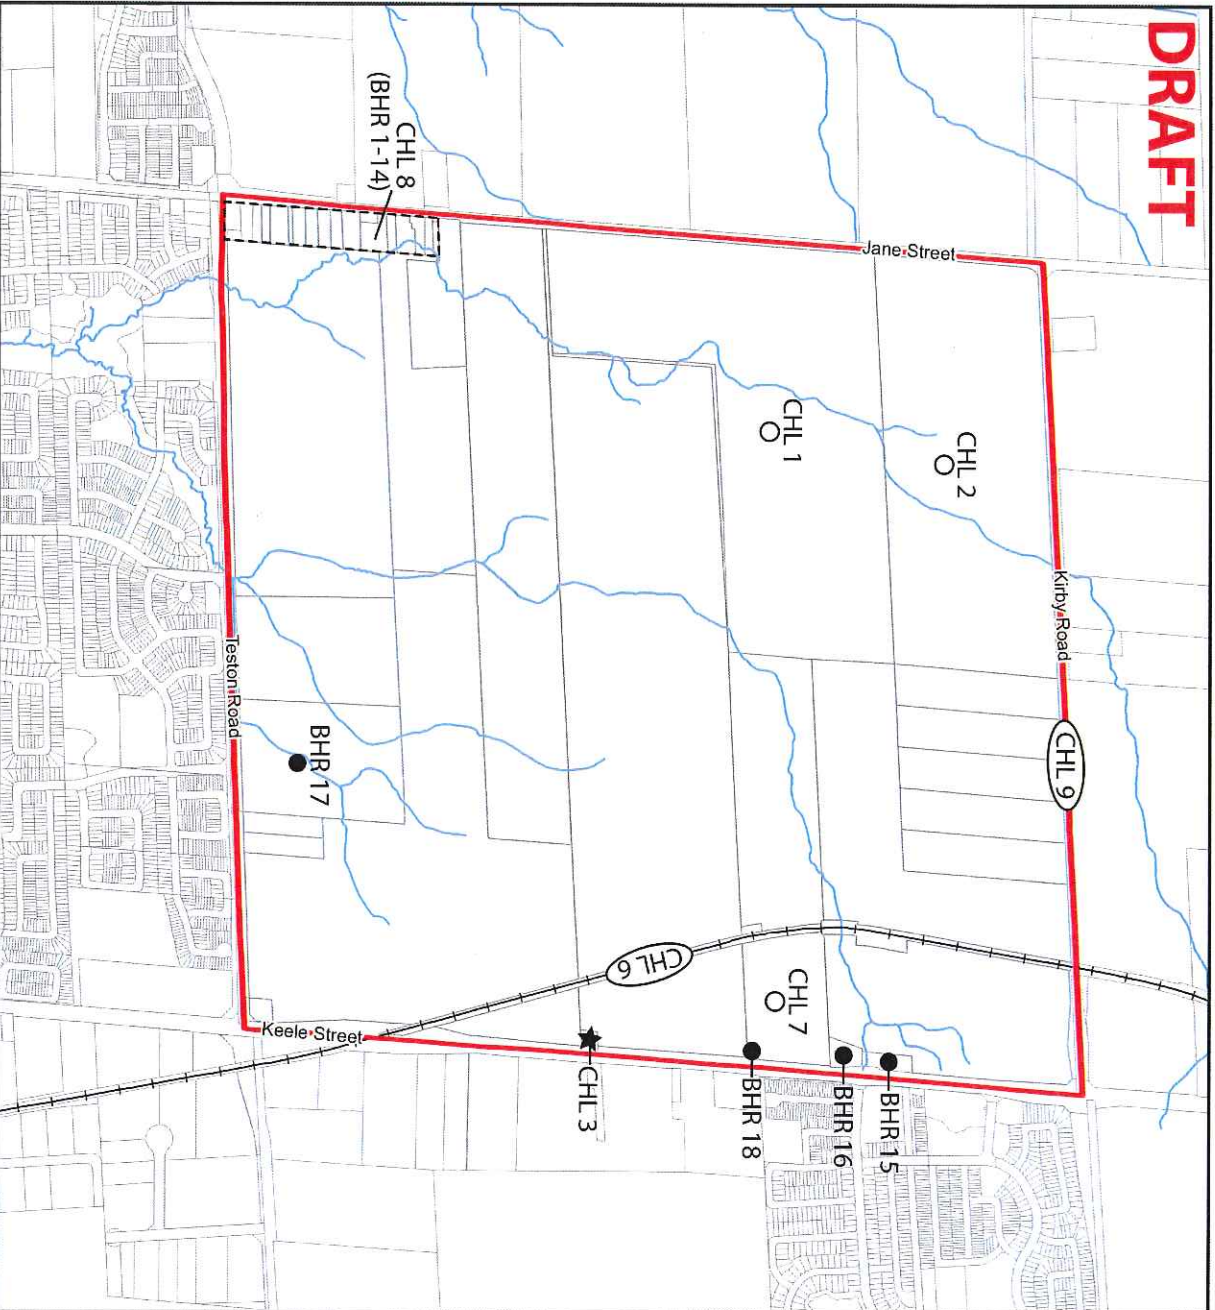 DRAFT
CHL 8
(BHR 1-14)
Jane Street
CHL 1
CHL 2
Kirby Road
Teston Road
BHR 17
CHL 9
CHL 6
CHL 7
Keele Street
CHL 3
BHR 18
BHR 16
BHR 15